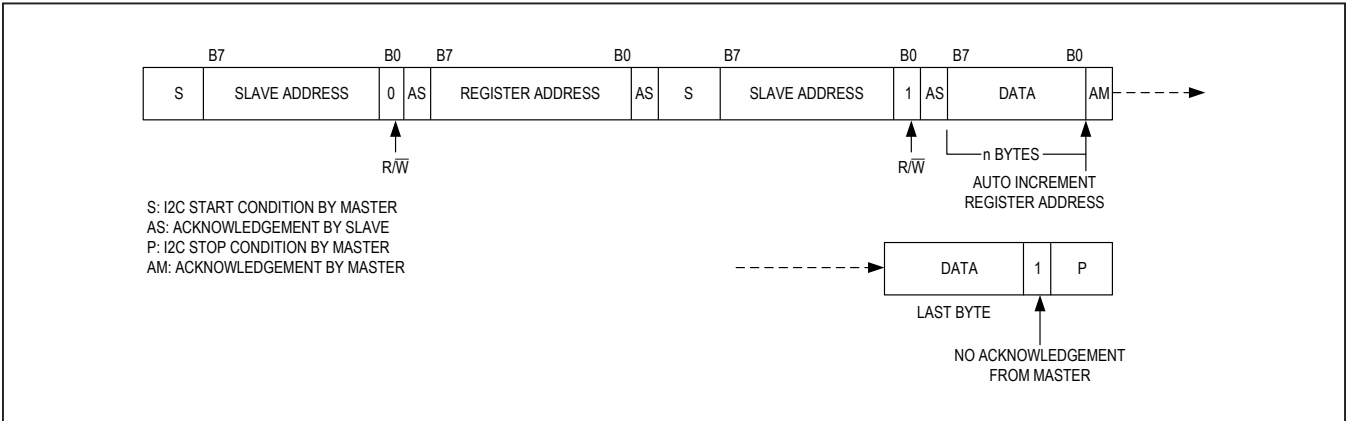 B7 B0 B7 B0 B7 B0 B7 B0
S SLAVE ADDRESS 0 AS REGISTER ADDRESS AS S SLAVE ADDRESS 1 AS DATA AM
R/W̅ R/W̅
n BYTES
AUTO INCREMENT
REGISTER ADDRESS
S: I2C START CONDITION BY MASTER
AS: ACKNOWLEDGEMENT BY SLAVE
P: I2C STOP CONDITION BY MASTER
AM: ACKNOWLEDGEMENT BY MASTER
DATA 1 P
LAST BYTE
NO ACKNOWLEDGEMENT
FROM MASTER